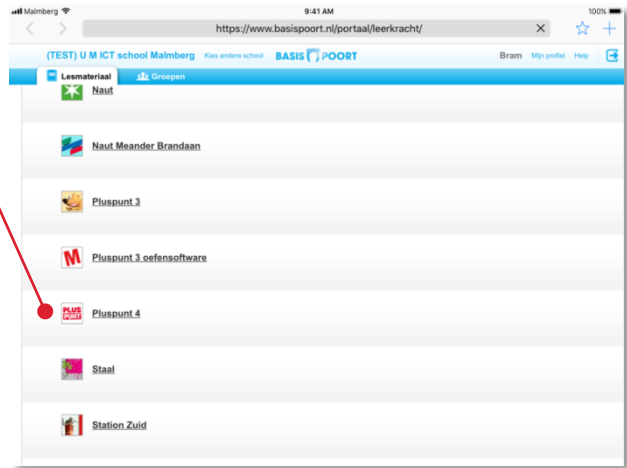 Malmberg 9:41 AM 100%
https://www.basispoort.nl/portaal/leerkracht/
(TEST) U M ICT school Malmberg Kies andere school BASIS POORT Bram Mijn profiel Help
Lesmateriaal Groepen
Naut
Naut Meander Brandaan
Pluspunt 3
M Pluspunt 3 oefensoftware
PLUS
PUNT
Pluspunt 4
Staal
Station Zuid